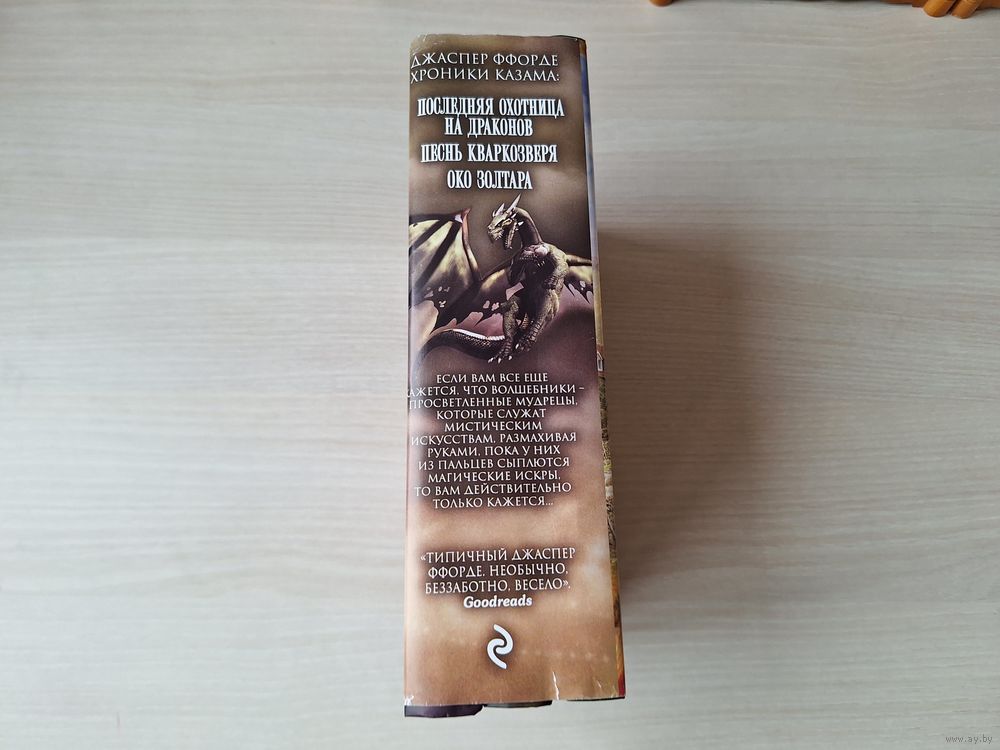 ДЖАСПЕР ФФОРДЕ
ХРОНИКИ КАЗАМА:
ПОСЛЕДНЯЯ ОХОТНИЦА
НА ДРАКОНОВ
ПЕСНЬ КВАРКОЗВЕРЯ
ОКО ЗОЛТАРА
ЕСЛИ ВАМ ВСЕ ЕЩЕ
КАЖЕТСЯ, ЧТО ВОЛШЕБНИКИ –
ПРОСВЕТЛЕННЫЕ МУДРЕЦЫ,
КОТОРЫЕ СЛУЖАТ
МИСТИЧЕСКИМ
ИСКУССТВАМ, РАЗМАХИВАЯ
РУКАМИ, ПОКА У НИХ
ИЗ ПАЛЬЦЕВ СЫПЛЮТСЯ
МАГИЧЕСКИЕ ИСКРЫ,
ТО ВАМ ДЕЙСТВИТЕЛЬНО
ТОЛЬКО КАЖЕТСЯ...
«ТИПИЧНЫЙ ДЖАСПЕР
ФФОРДЕ. НЕОБЫЧНО,
БЕЗЗАБОТНО, ВЕСЕЛО».
Goodreads
www.ay.by